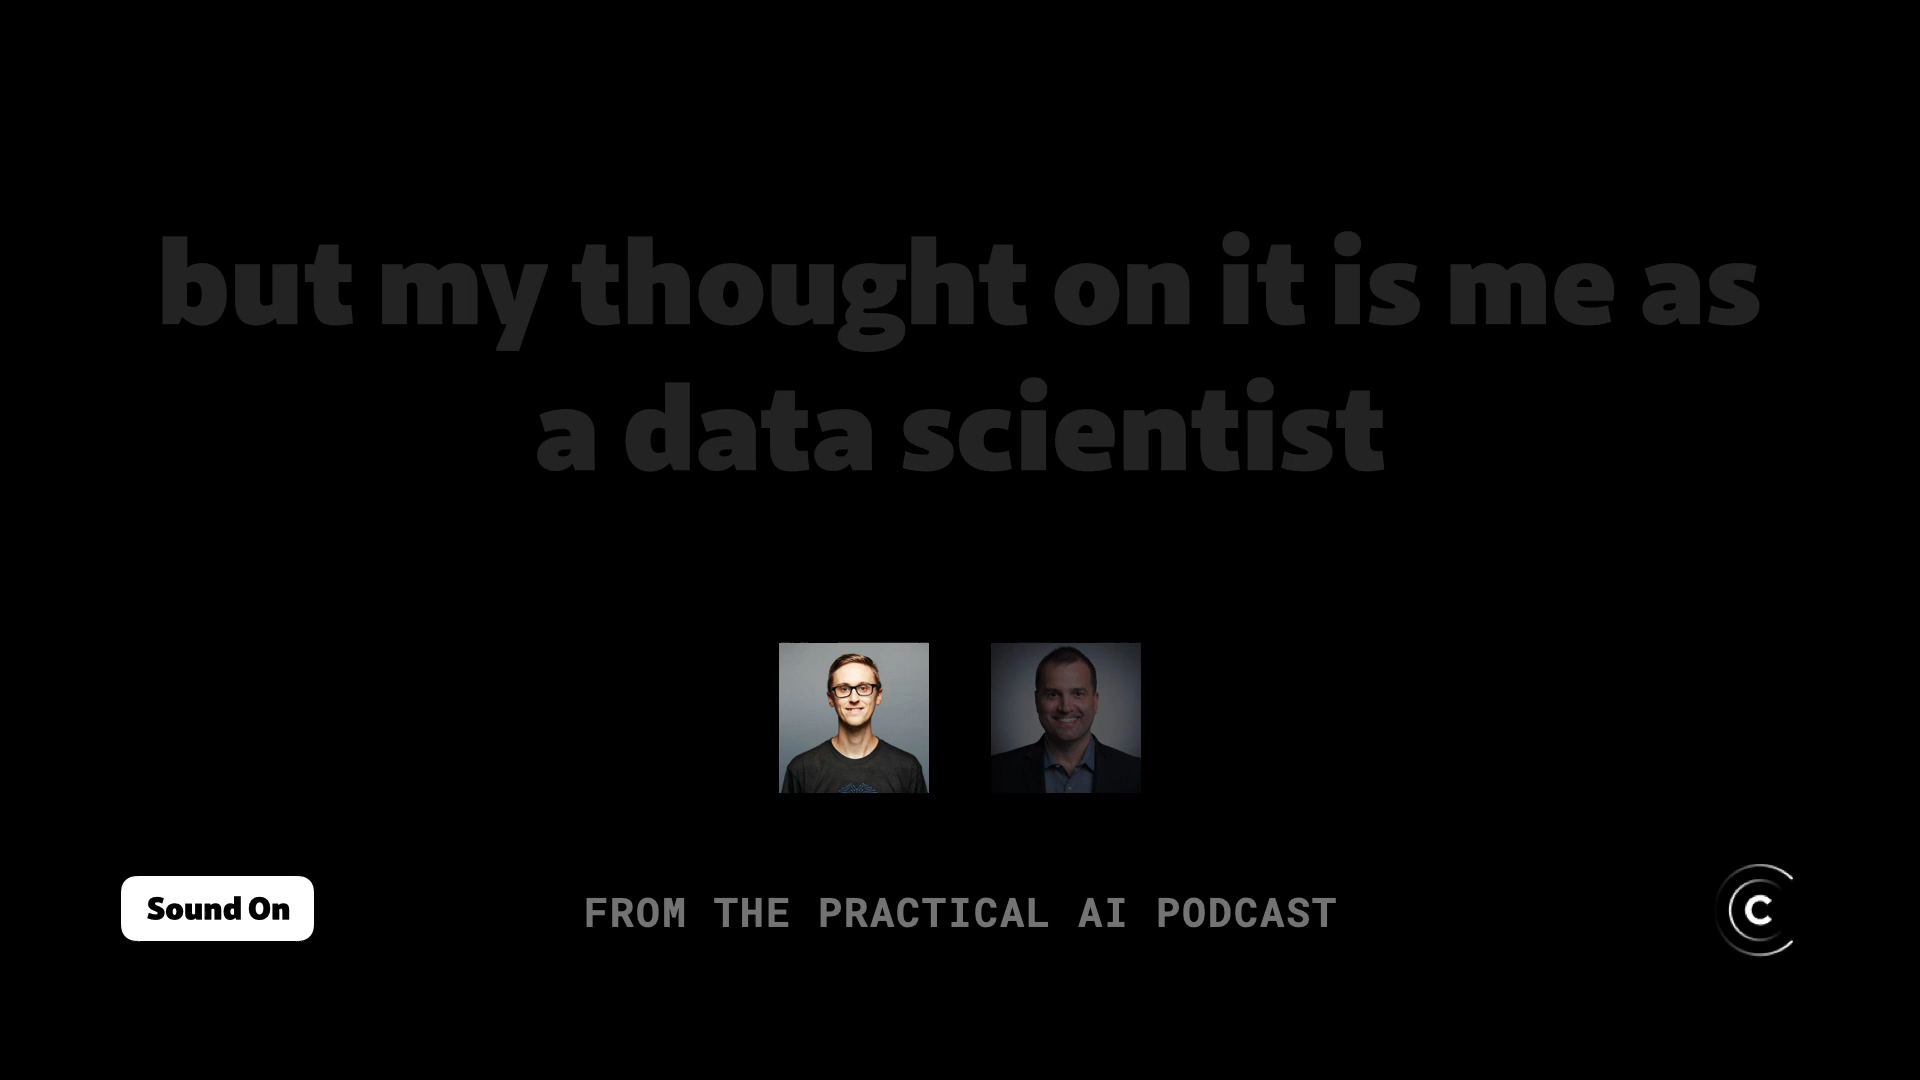 but my thought on it is me as
a data scientist
Sound On
FROM THE PRACTICAL AI PODCAST
C